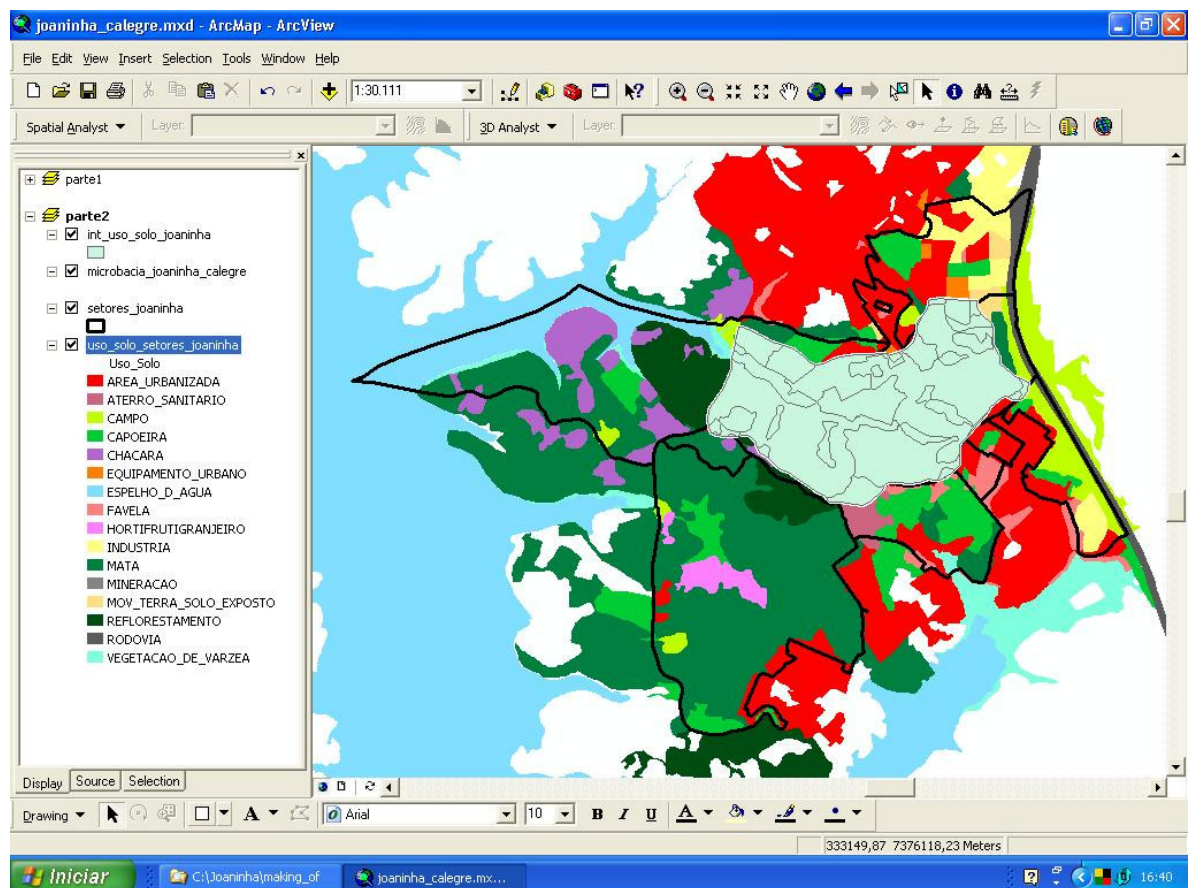 joaninha_calegre.mxd - ArcMap - ArcView
File Edit View Insert Selection Tools Window Help
1:30.111
Spatial Analyst Layer: 3D Analyst Layer:
parte1
parte2
int_uso_solo_joaninha
microbacia_joaninha_calegre
setores_joaninha
uso_solo_setores_joaninha
Uso_Solo
AREA_URBANIZADA
ATERRO_SANITARIO
CAMPO
CAPOEIRA
CHACARA
EQUIPAMENTO_URBANO
ESPELHO_D_AGUA
FAVELA
HORTIFRUTIGRANJEIRO
INDUSTRIA
MATA
MINERACAO
MOV_TERRA_SOLO_EXPOSTO
REFLORESTAMENTO
RODOVIA
VEGETACAO_DE_VARZEA
Display Source Selection
Drawing A Arial 10 B I U A
333149,87 7376118,23 Meters
Iniciar C:\Joaninha\making_of joaninha_calegre.mx... 16:40